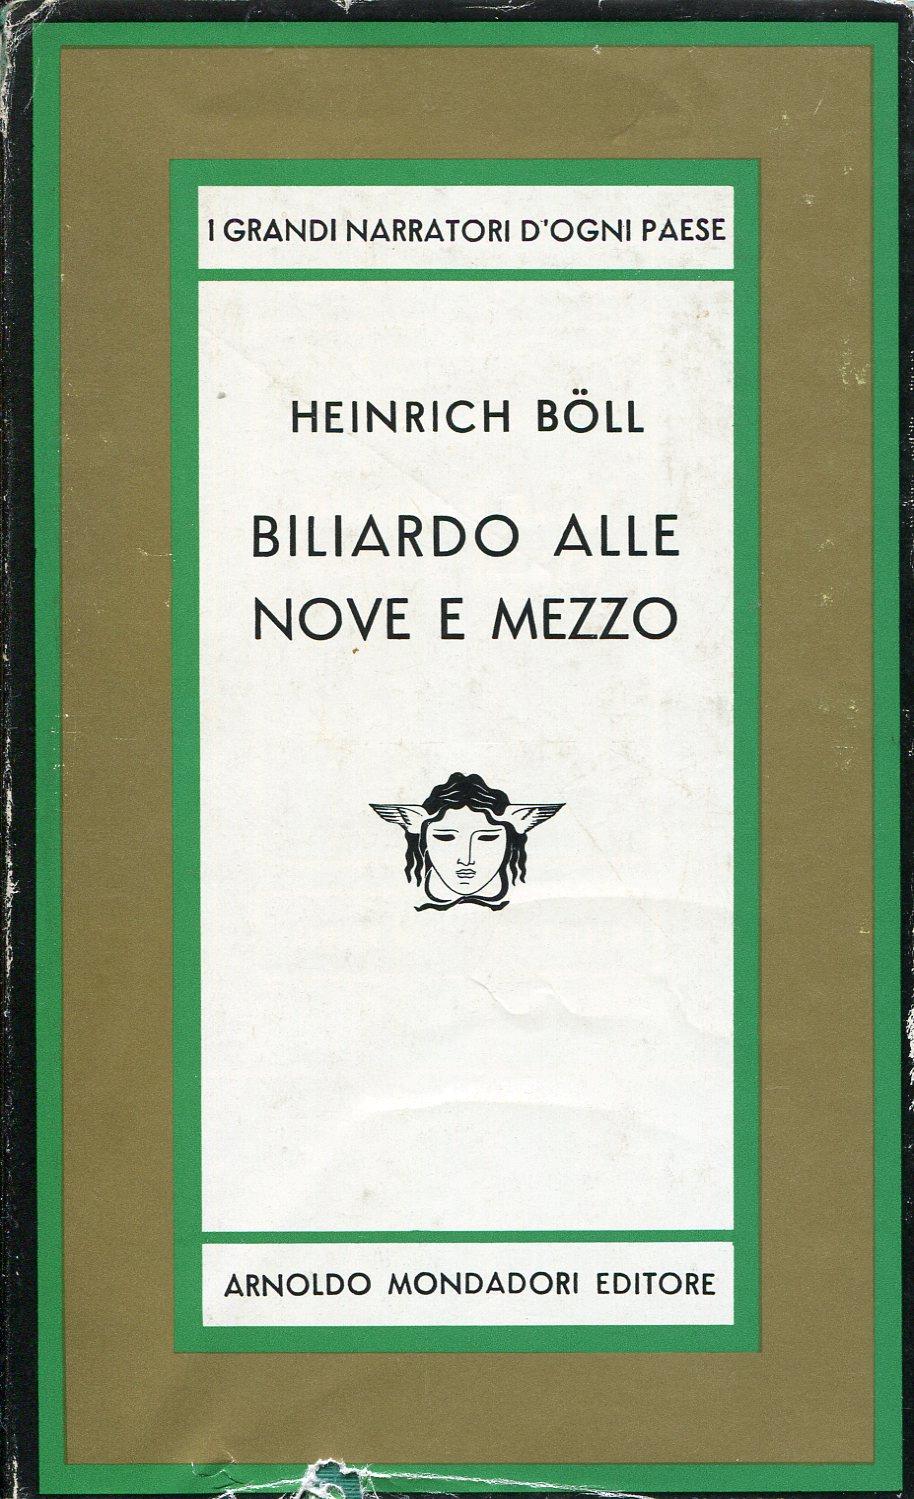 I GRANDI NARRATORI D'OGNI PAESE
HEINRICH BÖLL
BILIARDO ALLE
NOVE E MEZZO
ARNOLDO MONDADORI EDITORE